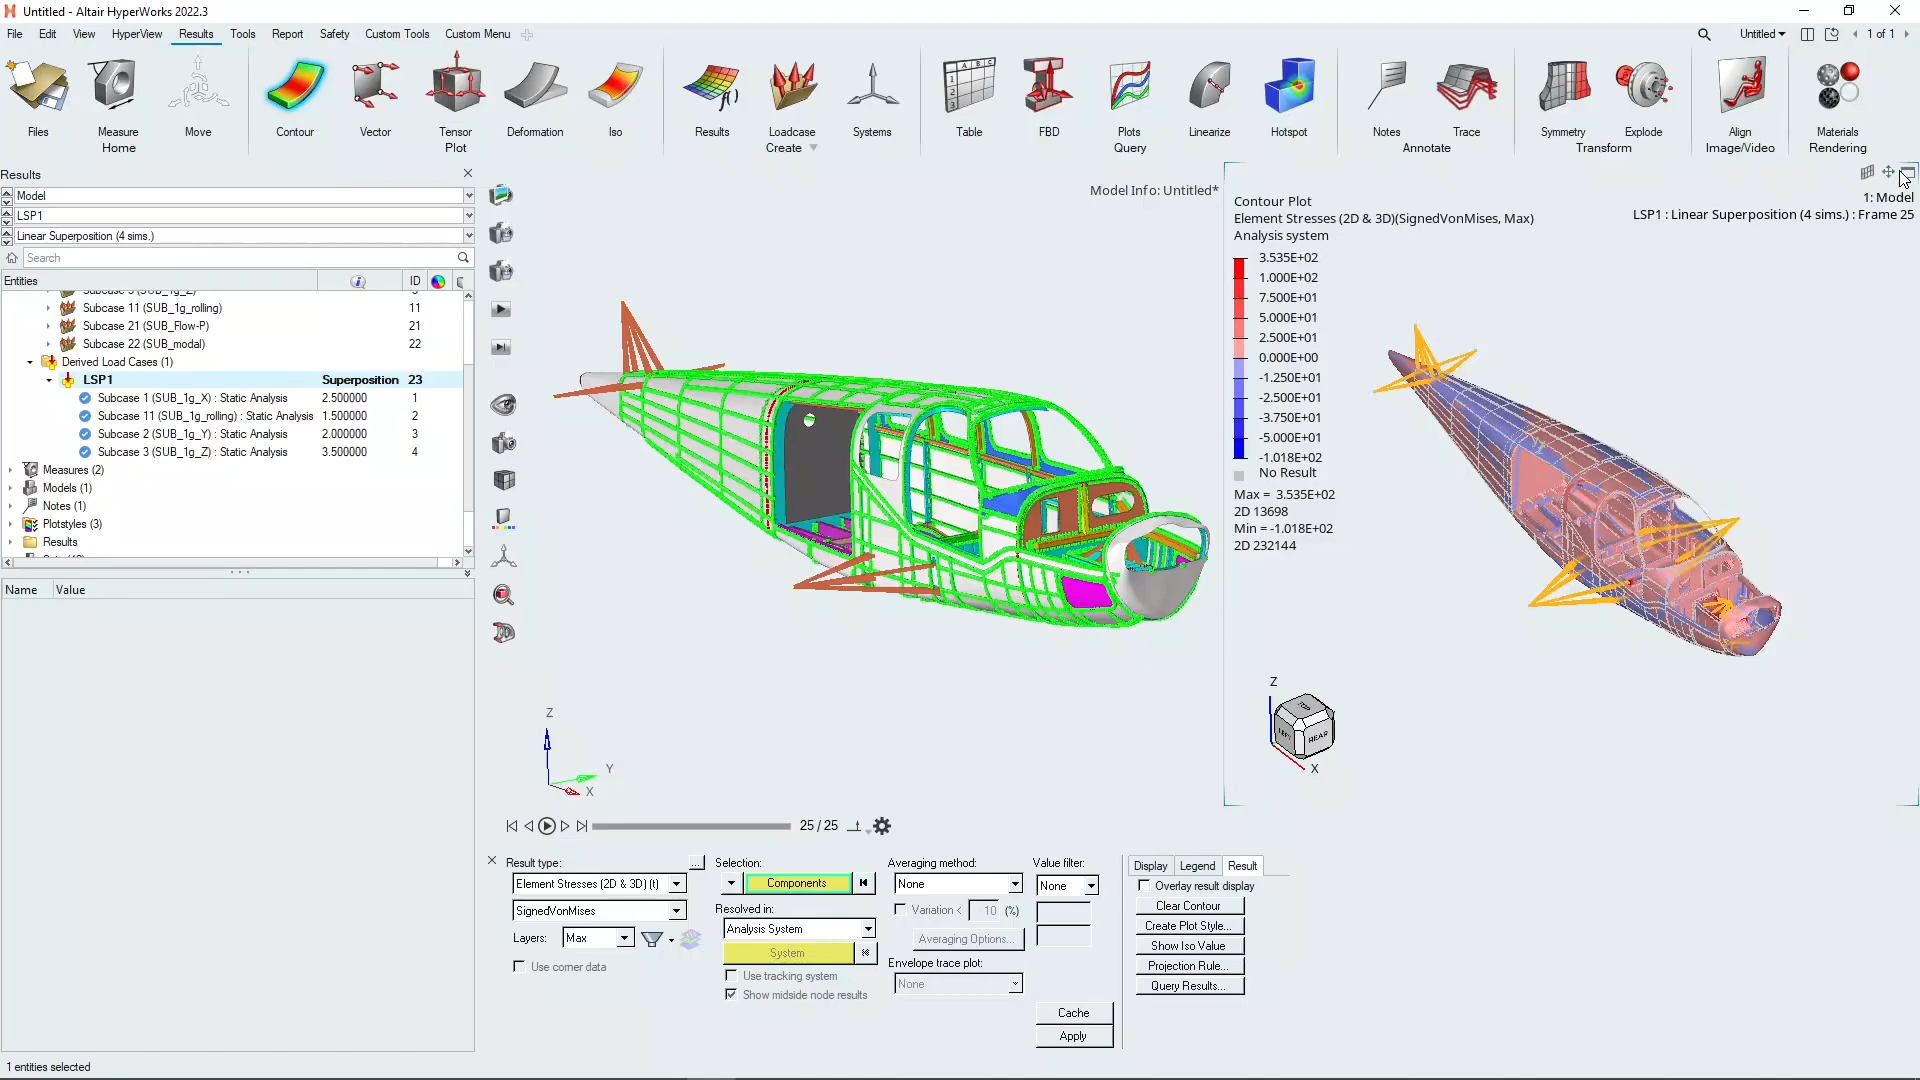 Untitled - Altair HyperWorks 2022.3
File Edit View HyperView Results Tools Report Safety Custom Tools Custom Menu Untitled 1 of 1
Files Measure Move Contour Vector Tensor Deformation Iso Results Loadcase Systems Table FBD Plots Linearize Hotspot Notes Trace Symmetry Explode Align Materials
Home Plot Create Query Annotate Transform Image/Video Rendering
Results
Model
LSP1
Linear Superposition (4 sims.)
Search
Entities ID
Subcase 11 (SUB_1g_rolling) 11
Subcase 21 (SUB_Flow-P) 21
Subcase 22 (SUB_modal) 22
Derived Load Cases (1)
LSP1 Superposition 23
Subcase 1 (SUB_1g_X) : Static Analysis 2.500000 1
Subcase 11 (SUB_1g_rolling) : Static Analysis 1.500000 2
Subcase 2 (SUB_1g_Y) : Static Analysis 2.000000 3
Subcase 3 (SUB_1g_Z) : Static Analysis 3.500000 4
Measures (2)
Models (1)
Notes (1)
Plotstyles (3)
Results
Name Value
1 entities selected
Model Info: Untitled*
Z
Y
X
Contour Plot
Element Stresses (2D & 3D)(SignedVonMises, Max)
Analysis system
3.535E+02
1.000E+02
7.500E+01
5.000E+01
2.500E+01
0.000E+00
-1.250E+01
-2.500E+01
-3.750E+01
-5.000E+01
-1.018E+02
No Result
Max = 3.535E+02
2D 13698
Min = -1.018E+02
2D 232144
1: Model
LSP1 : Linear Superposition (4 sims.) : Frame 25
Z
LEFT REAR
X
25 / 25
Result type: ...
Element Stresses (2D & 3D) (t)
SignedVonMises
Layers: Max
Use corner data
Selection:
Components
Resolved in:
Analysis System
System
Use tracking system
Show midside node results
Averaging method:
None
Variation < 10 (%)
Averaging Options...
Envelope trace plot:
None
Value filter:
None
Cache
Apply
Display Legend Result
Overlay result display
Clear Contour
Create Plot Style...
Show Iso Value
Projection Rule...
Query Results...